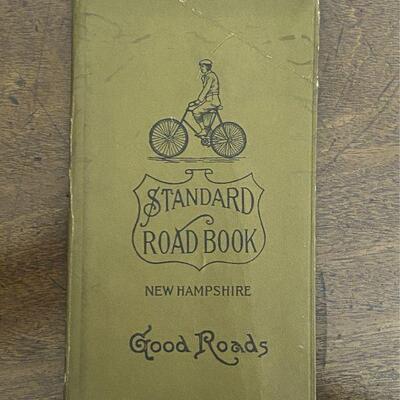 STANDARD
ROAD BOOK
NEW HAMPSHIRE
Good Roads